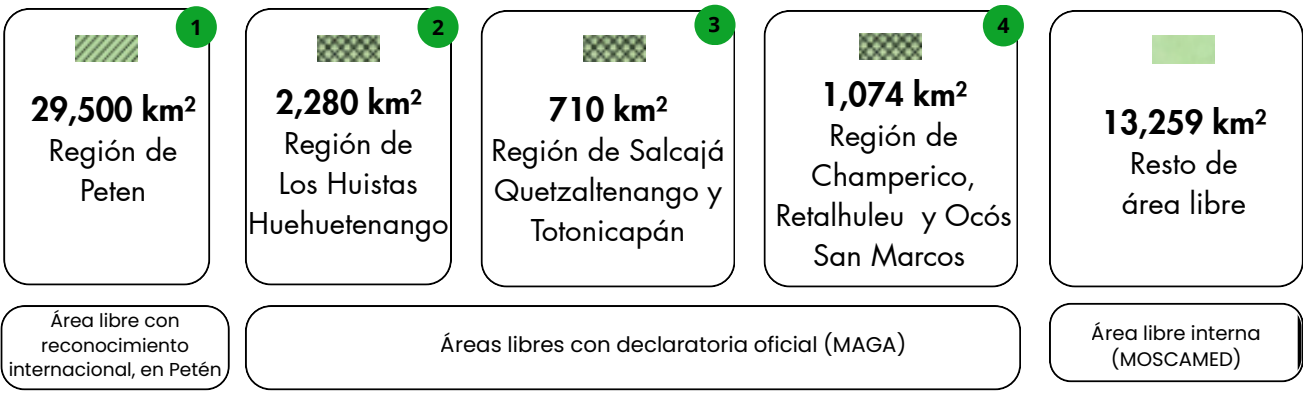 1
29,500 km²
Región de
Peten
2
2,280 km²
Región de
Los Huistas
Huehuetenango
3
710 km²
Región de Salcajá
Quetzaltenango y
Totonicapán
4
1,074 km²
Región de
Champerico,
Retalhuleu y Ocós
San Marcos
13,259 km²
Resto de
área libre
Área libre con
reconocimiento
internacional, en Petén
Áreas libres con declaratoria oficial (MAGA)
Área libre interna
(MOSCAMED)